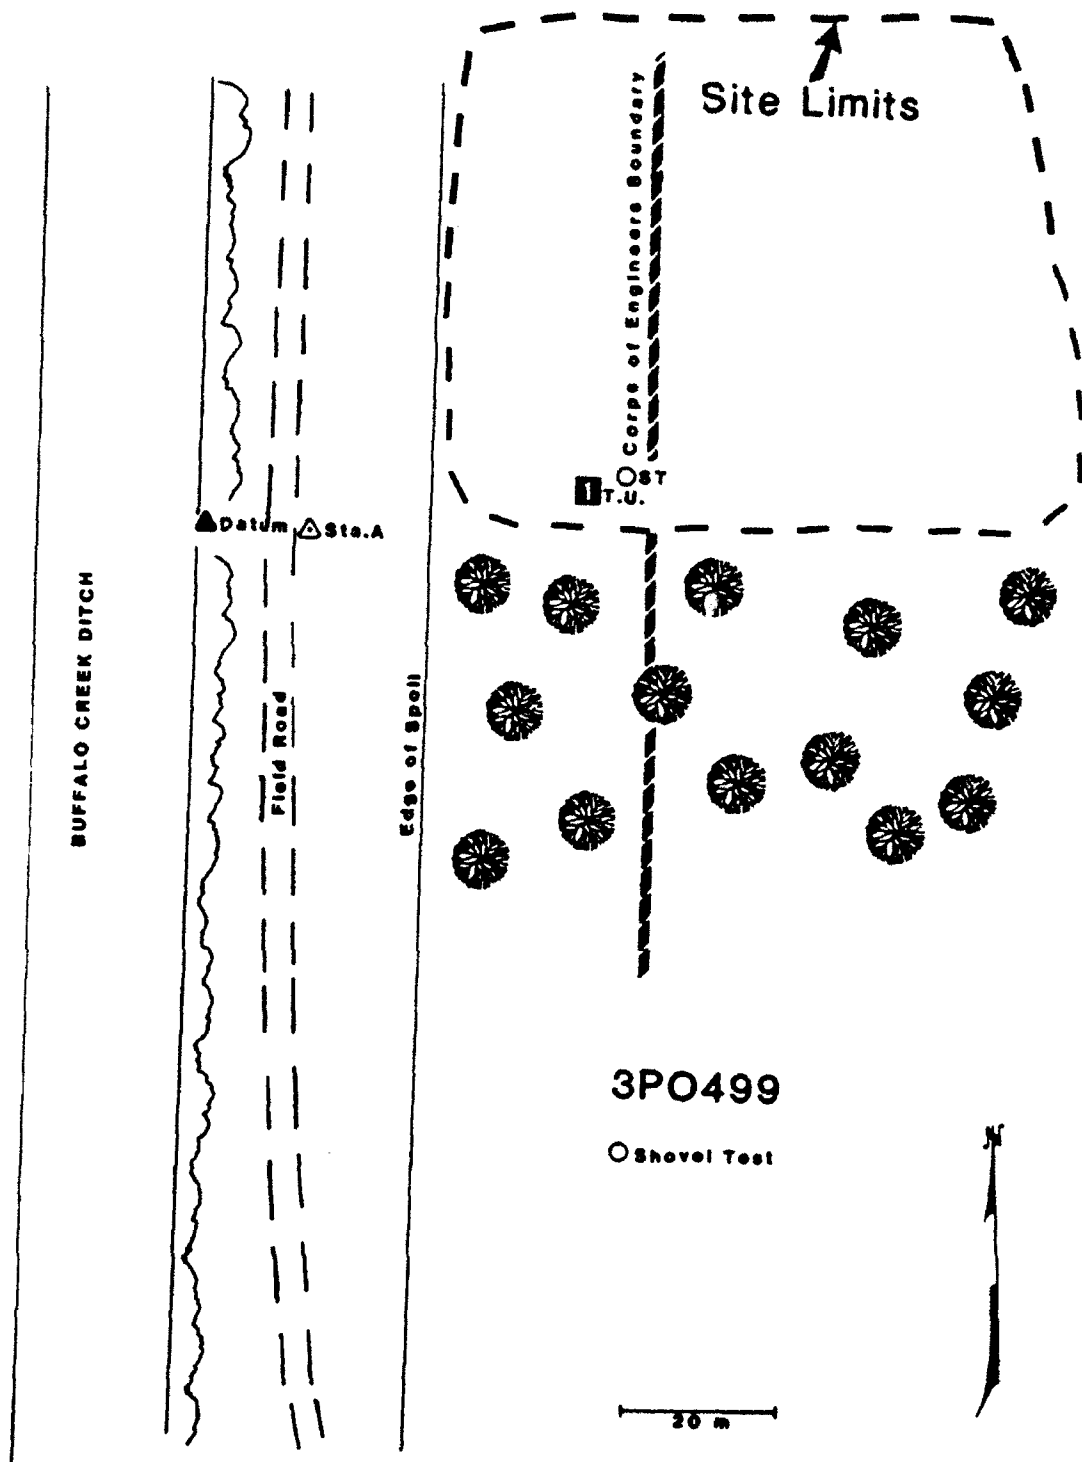 Site Limits
Corps of Engineers Boundary
ST
1
T.U.
Datum
Sta.A
BUFFALO CREEK DITCH
Field Road
Edge of Spoil
3PO499
Shovel Test
N
20 m